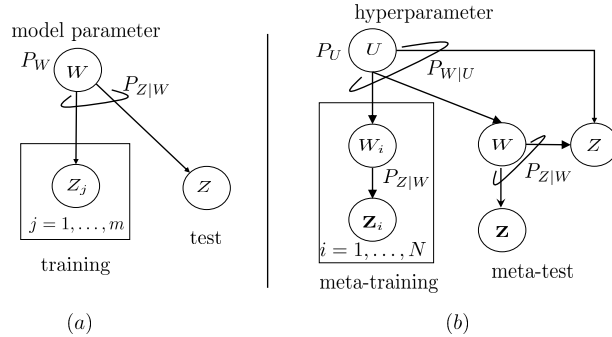 model parameter
P_W
W
P_{Z|W}
Z_j
Z
j = 1, . . . , m
test
training
(a)
hyperparameter
P_U
U
P_{W|U}
W_i
W
Z
P_{Z|W}
P_{Z|W}
𝐙_i
𝐙
i = 1, . . . , N
meta-training
meta-test
(b)